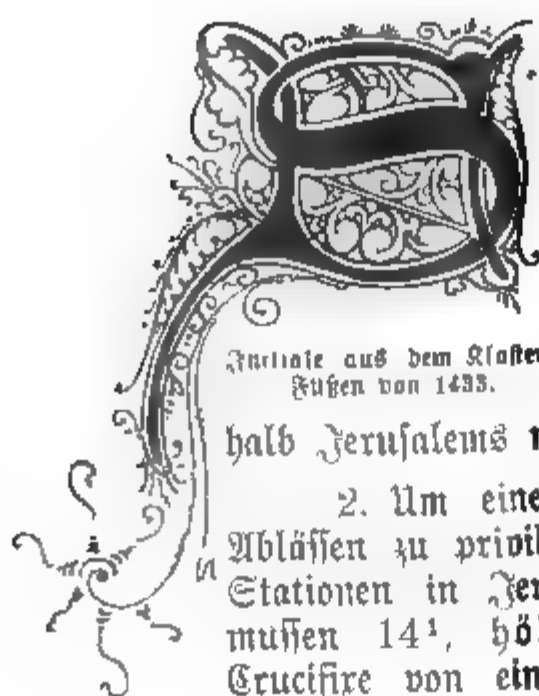 Initiale aus dem Kloster
Füßen von 1433.
halb Jerusalems
2. Um eine
Ablässen zu privil
Stationen in Jer
müssen 14¹, höl
Crucifixe von ein